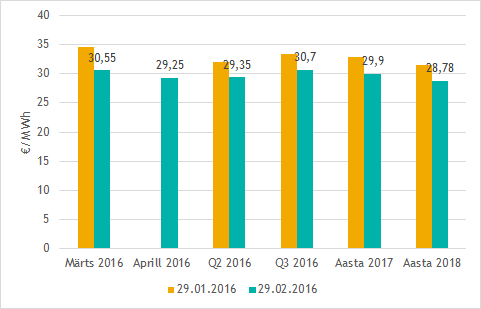 40
35
30
25
20
15
10
5
0
€/MWh
30,55
29,25
29,35
30,7
29,9
28,78
Märts 2016
Aprill 2016
Q2 2016
Q3 2016
Aasta 2017
Aasta 2018
29.01.2016
29.02.2016